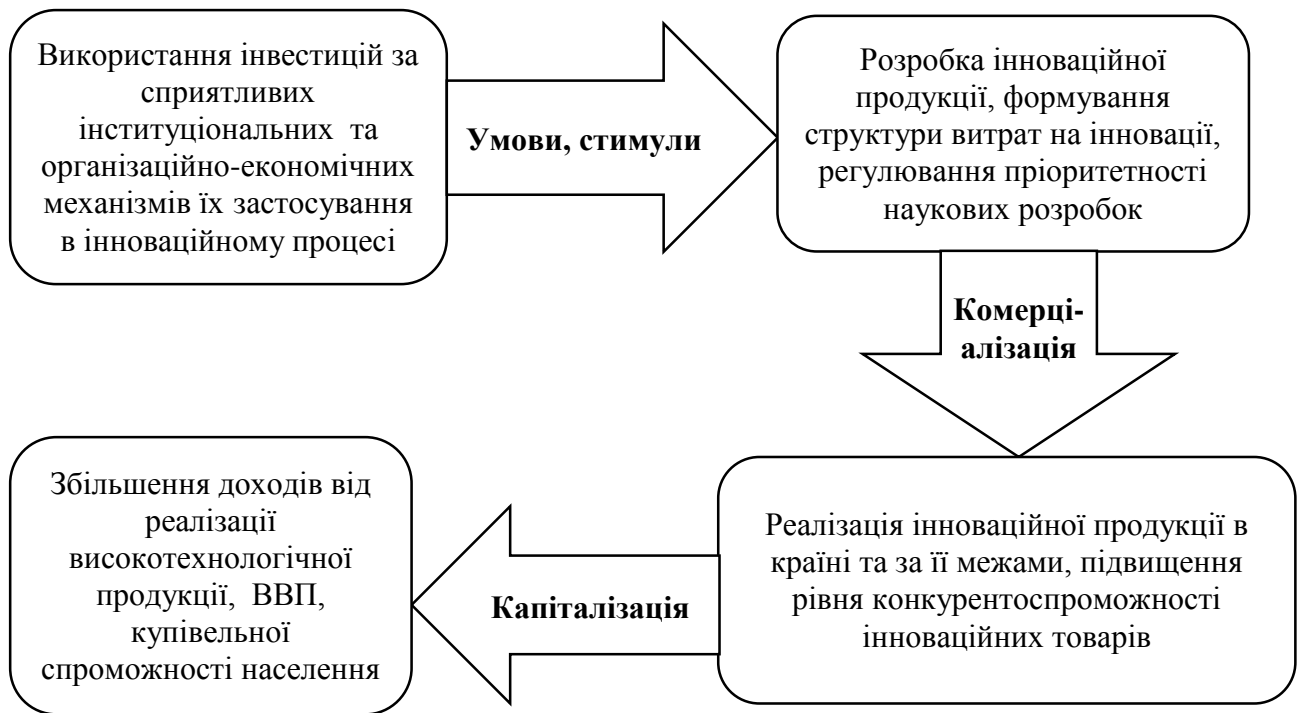 Використання інвестицій за
сприятливих
інституціональних та
організаційно-економічних
механізмів їх застосування
в інноваційному процесі
Умови, стимули
Розробка інноваційної
продукції, формування
структури витрат на інновації,
регулювання пріоритетності
наукових розробок
Комерці-
алізація
Реалізація інноваційної продукції в
країні та за її межами, підвищення
рівня конкурентоспроможності
інноваційних товарів
Капіталізація
Збільшення доходів від
реалізації
високотехнологічної
продукції, ВВП,
купівельної
спроможності населення